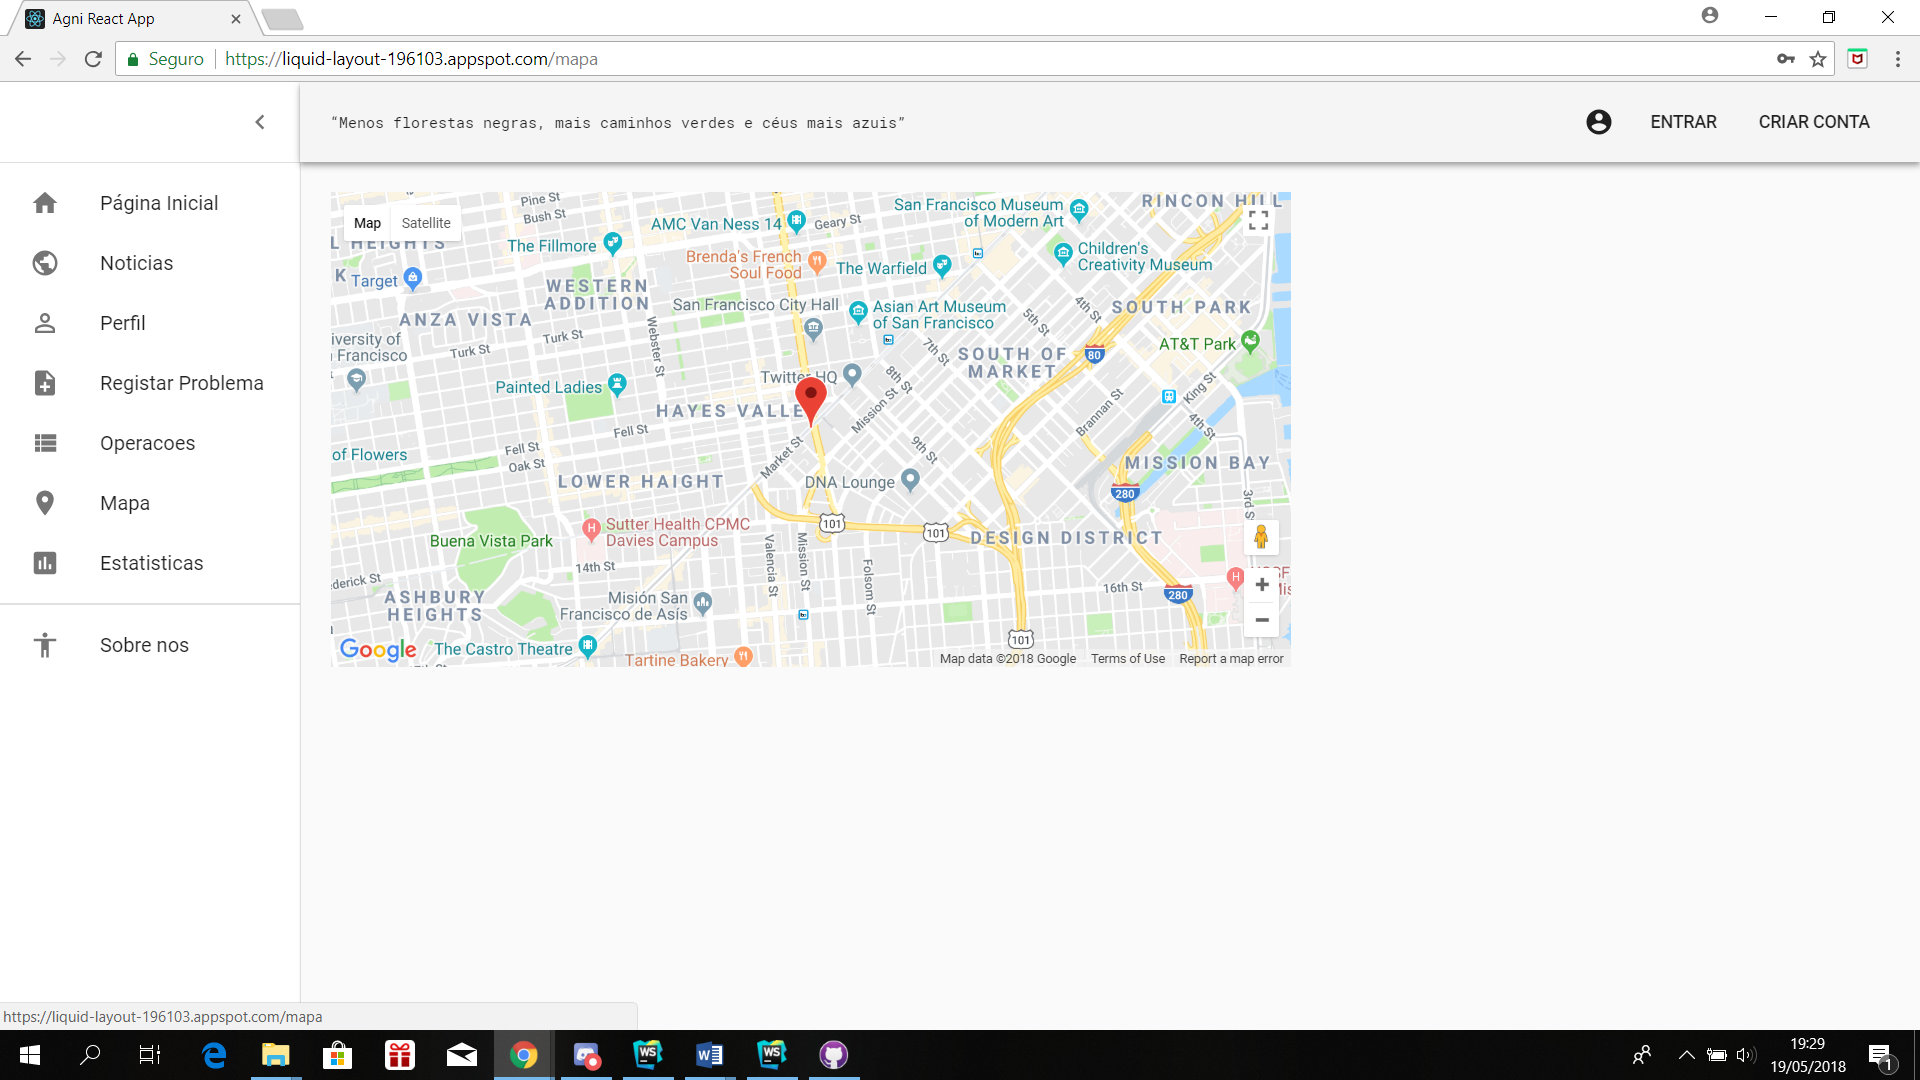 Agni React App
Seguro
https://liquid-layout-196103.appspot.com/mapa
“Menos florestas negras, mais caminhos verdes e céus mais azuis”
ENTRAR
CRIAR CONTA
Página Inicial
Noticias
Perfil
Registar Problema
Operacoes
Mapa
Estatisticas
Sobre nos
Map
Satellite
Pine St
Bush St
Geary St
AMC Van Ness 14
San Francisco Museum
of Modern Art
RINCON HILL
L HEIGHTS
The Fillmore
Brenda's French
Soul Food
The Warfield
Children's
Creativity Museum
K
Target
WESTERN
ADDITION
San Francisco City Hall
Asian Art Museum
of San Francisco
4th St
SOUTH PARK
ANZA VISTA
5th St
iversity of
Francisco
Turk St
Turk St
Webster St
7th St
SOUTH OF
MARKET
80
AT&T Park
Painted Ladies
Twitter HQ
8th St
King St
HAYES VALLE
Mission St
Brannan St
4th St
Fell St
Fell St
Oak St
of Flowers
Market St
9th St
MISSION BAY
LOWER HAIGHT
DNA Lounge
280
3rd St
101
101
Sutter Health CPMC
Davies Campus
Buena Vista Park
DESIGN DISTRICT
Valencia St
Mission St
Folsom St
14th St
16th St
280
ederick St
ASHBURY
HEIGHTS
Misión San
Francisco de Asís
101
Google
The Castro Theatre
Tartine Bakery
Map data ©2018 Google
Terms of Use
Report a map error
https://liquid-layout-196103.appspot.com/mapa
WS
WS
19:29
19/05/2018
1